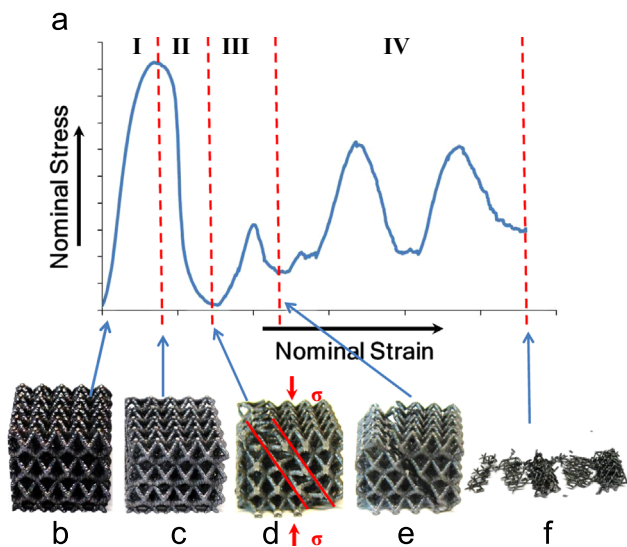 a
I II III IV
Nominal Stress
Nominal Strain
σ
b c d e f
σ